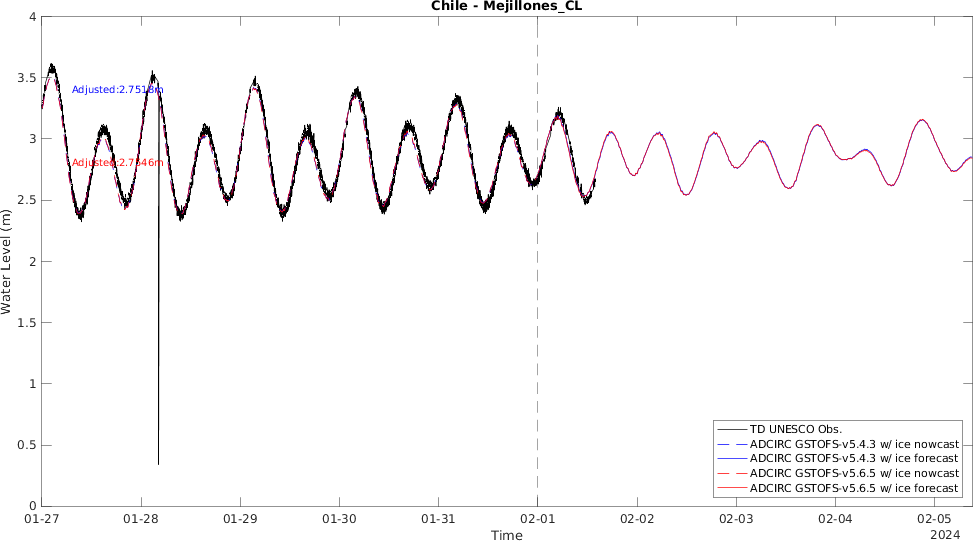 Chile - Mejillones_CL
4
3.5
3
2.5
2
1.5
1
0.5
0
Water Level (m)
Adjusted:2.7518m
Adjusted:2.7546m
TD UNESCO Obs.
ADCIRC GSTOFS-v5.4.3 w/ ice nowcast
ADCIRC GSTOFS-v5.4.3 w/ ice forecast
ADCIRC GSTOFS-v5.6.5 w/ ice nowcast
ADCIRC GSTOFS-v5.6.5 w/ ice forecast
01-27 01-28 01-29 01-30 01-31 02-01 02-02 02-03 02-04 02-05
2024
Time